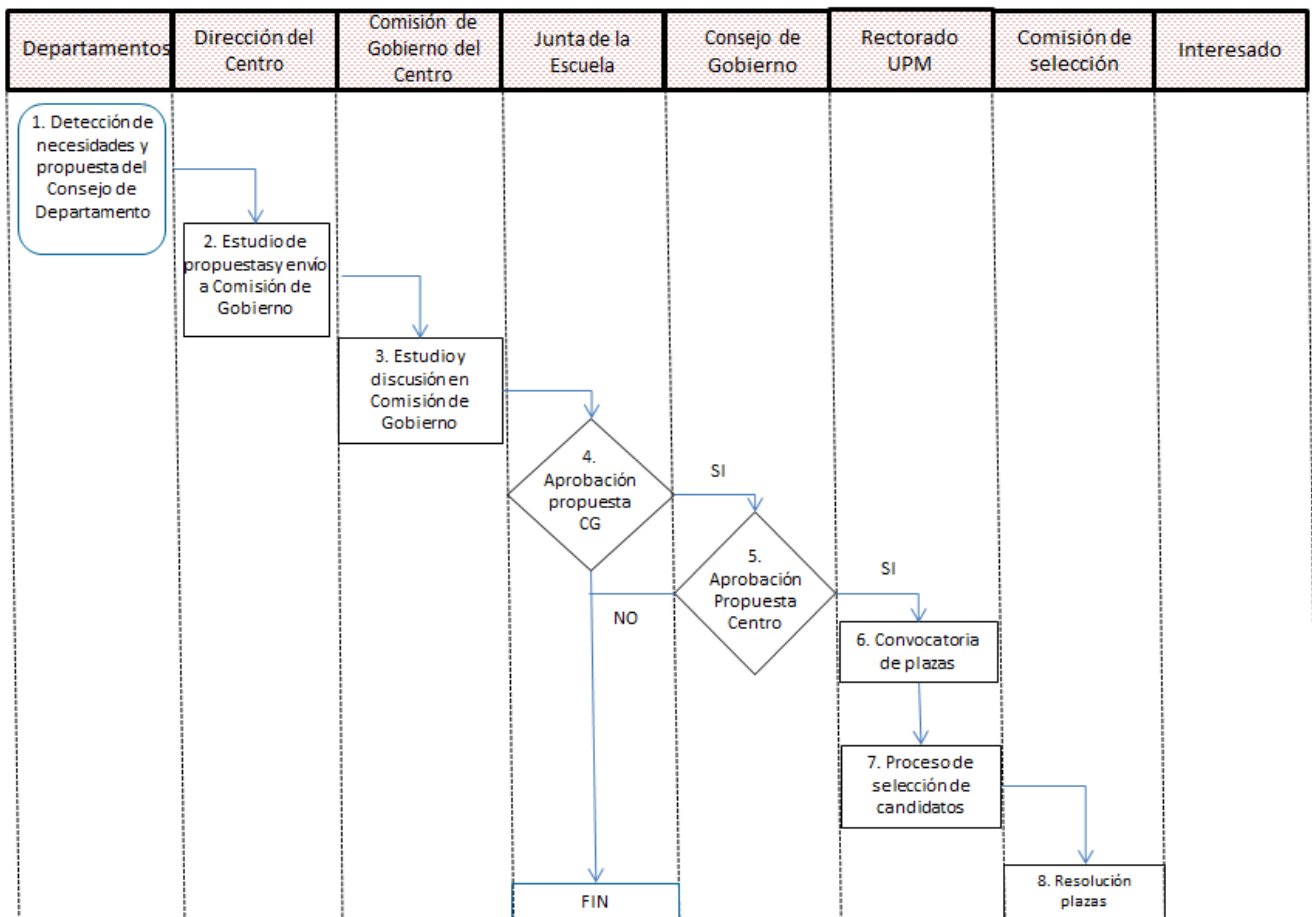 Departamentos
Dirección del
Centro
Comisión de
Gobierno del
Centro
Junta de la
Escuela
Consejo de
Gobierno
Rectorado
UPM
Comisión de
selección
Interesado
1. Detección de
necesidades y
propuesta del
Consejo de
Departamento
2. Estudio de
propuestas y envío
a Comisión de
Gobierno
3. Estudio y
discusión en
Comisión de
Gobierno
4.
Aprobación
propuesta
CG
SI
5.
Aprobación
Propuesta
Centro
SI
NO
6. Convocatoria
de plazas
7. Proceso de
selección de
candidatos
8. Resolución
plazas
FIN